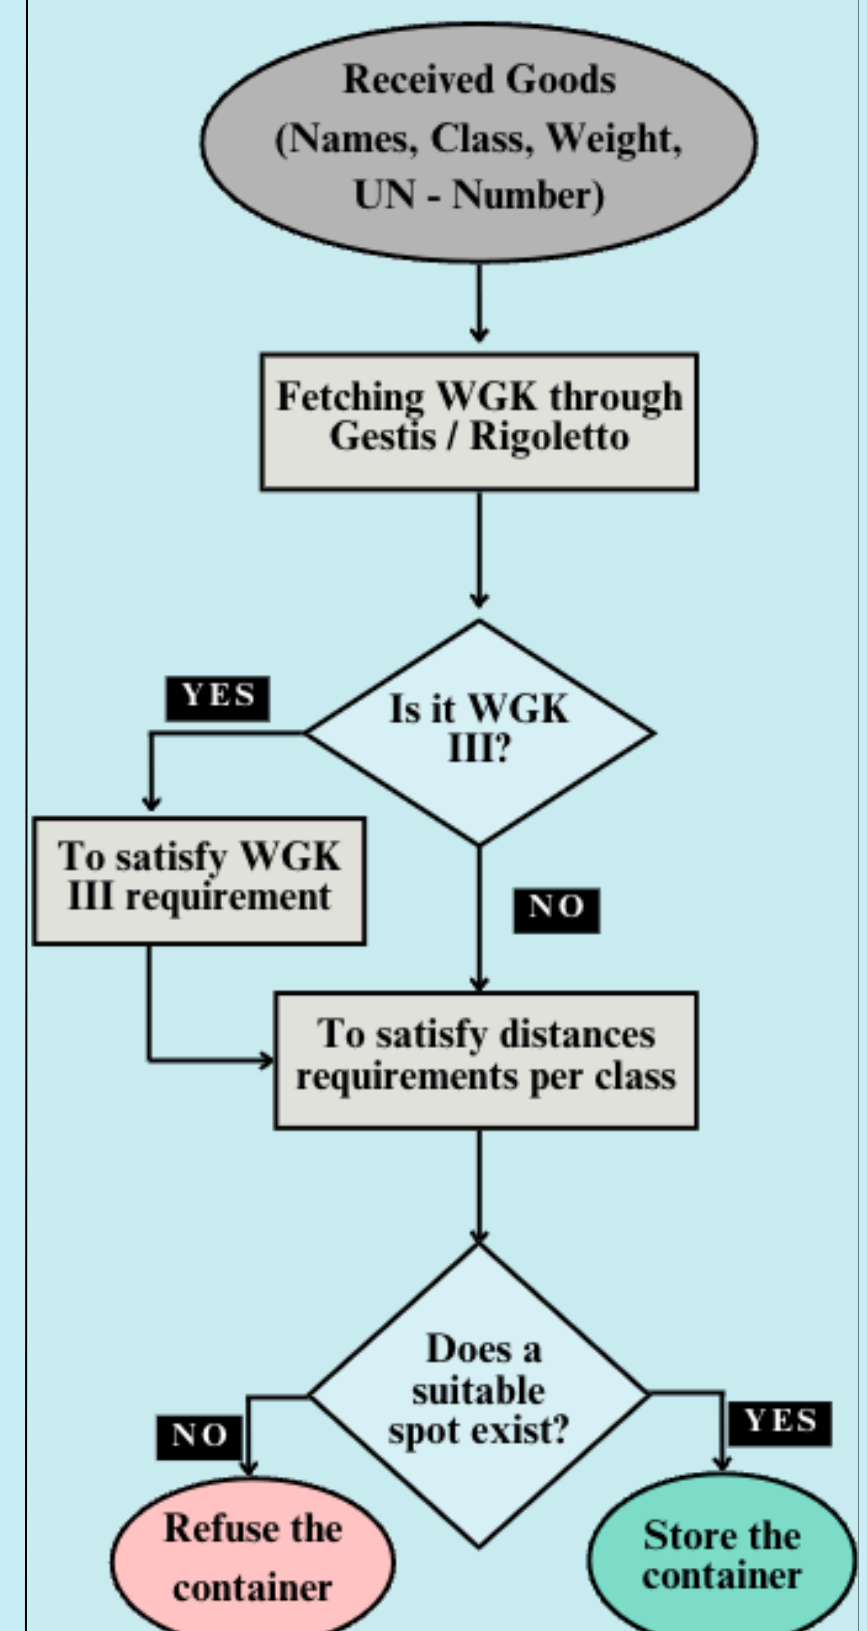 Received Goods
(Names, Class, Weight,
UN - Number)
Fetching WGK through
Gestis / Rigoletto
Is it WGK
III?
YES
To satisfy WGK
III requirement
NO
To satisfy distances
requirements per class
Does a
suitable
spot exist?
NO
YES
Refuse the
container
Store the
container